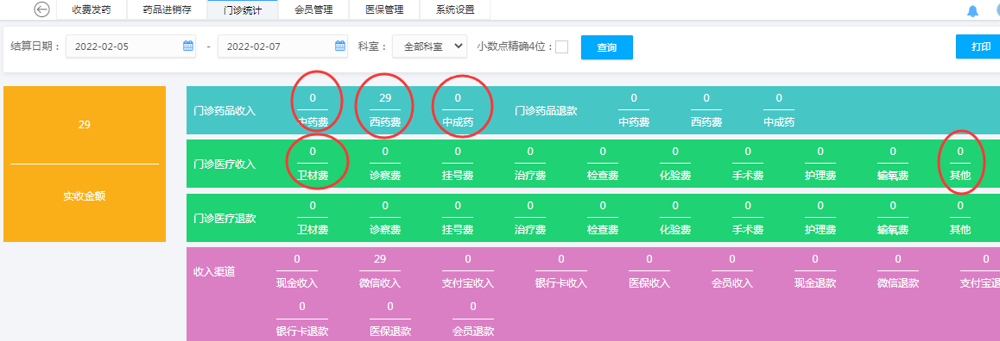 收费发药 药品进销存 门诊统计 会员管理 医保管理 系统设置
结算日期： 2022-02-05 - 2022-02-07 科室： 全部科室 小数点精确4位： 查询 打印
29
实收金额
0 29 0 0 0 0
门诊药品收入 中药费 西药费 中成药 门诊药品退款 中药费 西药费 中成药
0 0 0 0 0 0 0 0 0 0
门诊医疗收入 卫材费 诊察费 挂号费 治疗费 检查费 化验费 手术费 护理费 输氧费 其他
0 0 0 0 0 0 0 0 0 0
门诊医疗退款 卫材费 诊察费 挂号费 治疗费 检查费 化验费 手术费 护理费 输氧费 其他
0 29 0 0 0 0 0 0 0
收入渠道 现金收入 微信收入 支付宝收入 银行卡收入 医保收入 会员收入 现金退款 微信退款 支付宝退
0 0 0
银行卡退款 医保退款 会员退款